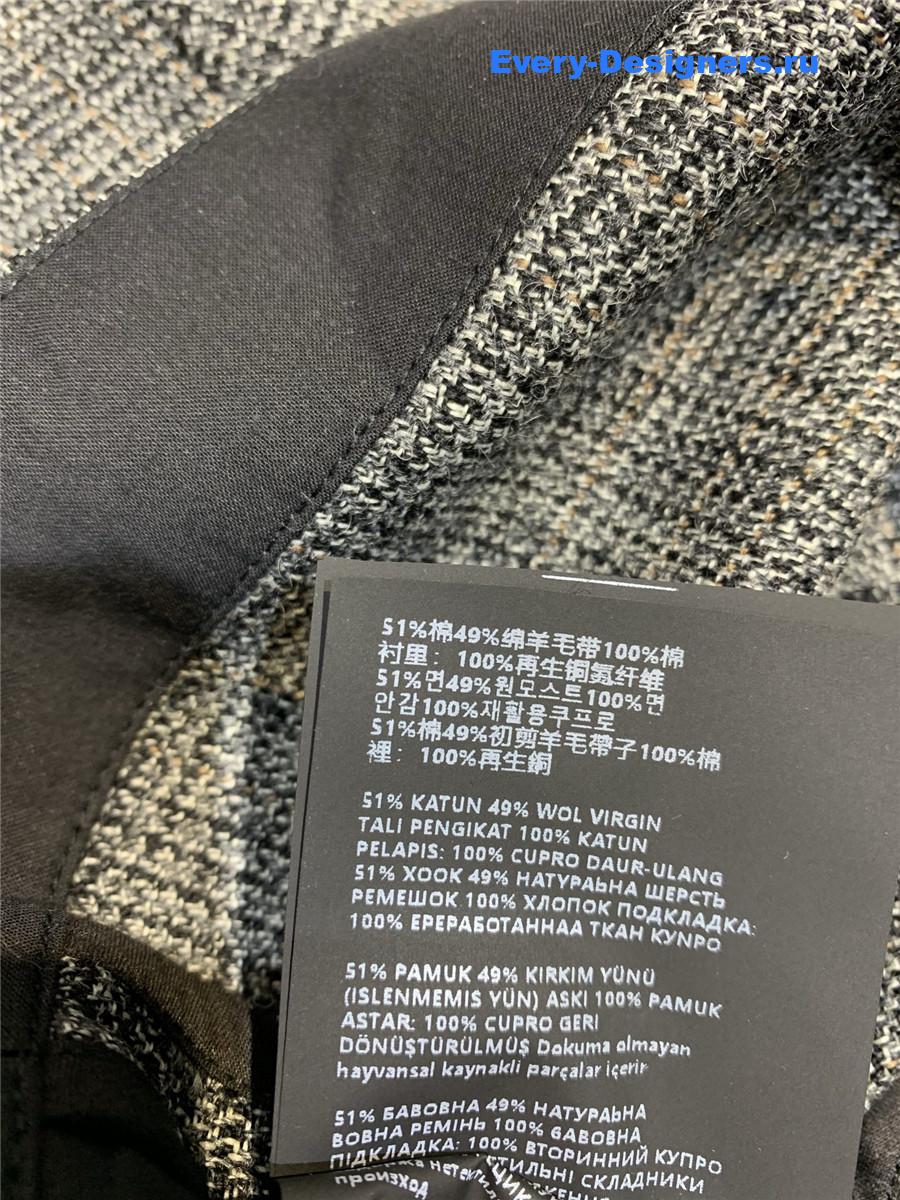 Every-Designers.ru
51%棉49%绵羊毛带100%棉
衬里：100%再生铜氨纤维
51%면49%원모스트100%면
안감100%재활용쿠프로
51%棉49%初剪羊毛帶子100%棉
裡：100%再生銅
51% KATUN 49% WOL VIRGIN
TALI PENGIKAT 100% KATUN
PELAPIS: 100% CUPRO DAUR-ULANG
51% XOOK 49% НАТУРАЬНА ШЕРСТЬ
РЕМЕШОК 100% ХЛОПОК ПОДКЛАДКА:
100% ЕРЕРАБОТАННАА ТКАН КУNРО
51% PAMUK 49% KIRKIM YÜNÜ
(ISLENMEMIS YÜN) ASKI 100% PAMUK
ASTAR: 100% CUPRO GERI
DÖNÜŞTÜRÜLMÜŞ Dokuma olmayan
hayvansal kaynakli parçalar içerir
51% БАВОВНА 49% НАТУРАЬНА
ВОВНА РЕМІНЬ 100% БАВОВНА
ПІДКЛАДКА: 100% ВТОРИННИЙ КУПРО
СТИЛЬНІ СКЛАДНИКИ
произход